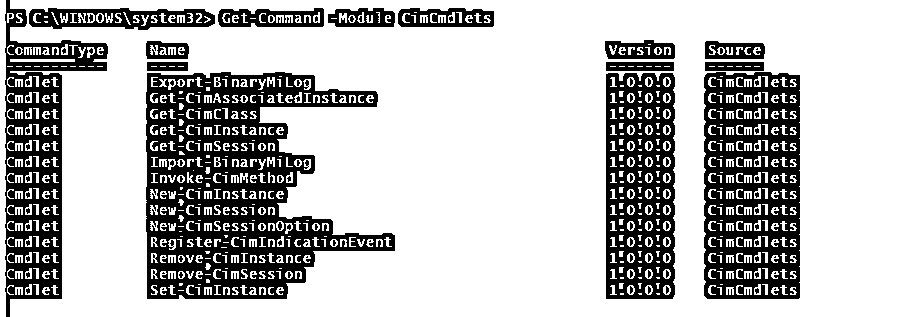 PS C:\WINDOWS\system32> Get-Command -Module CimCmdlets
CommandType Name Version Source
----------- ---- ------- ------
Cmdlet Export-BinaryMiLog 1.0.0.0 CimCmdlets
Cmdlet Get-CimAssociatedInstance 1.0.0.0 CimCmdlets
Cmdlet Get-CimClass 1.0.0.0 CimCmdlets
Cmdlet Get-CimInstance 1.0.0.0 CimCmdlets
Cmdlet Get-CimSession 1.0.0.0 CimCmdlets
Cmdlet Import-BinaryMiLog 1.0.0.0 CimCmdlets
Cmdlet Invoke-CimMethod 1.0.0.0 CimCmdlets
Cmdlet New-CimInstance 1.0.0.0 CimCmdlets
Cmdlet New-CimSession 1.0.0.0 CimCmdlets
Cmdlet New-CimSessionOption 1.0.0.0 CimCmdlets
Cmdlet Register-CimIndicationEvent 1.0.0.0 CimCmdlets
Cmdlet Remove-CimInstance 1.0.0.0 CimCmdlets
Cmdlet Remove-CimSession 1.0.0.0 CimCmdlets
Cmdlet Set-CimInstance 1.0.0.0 CimCmdlets